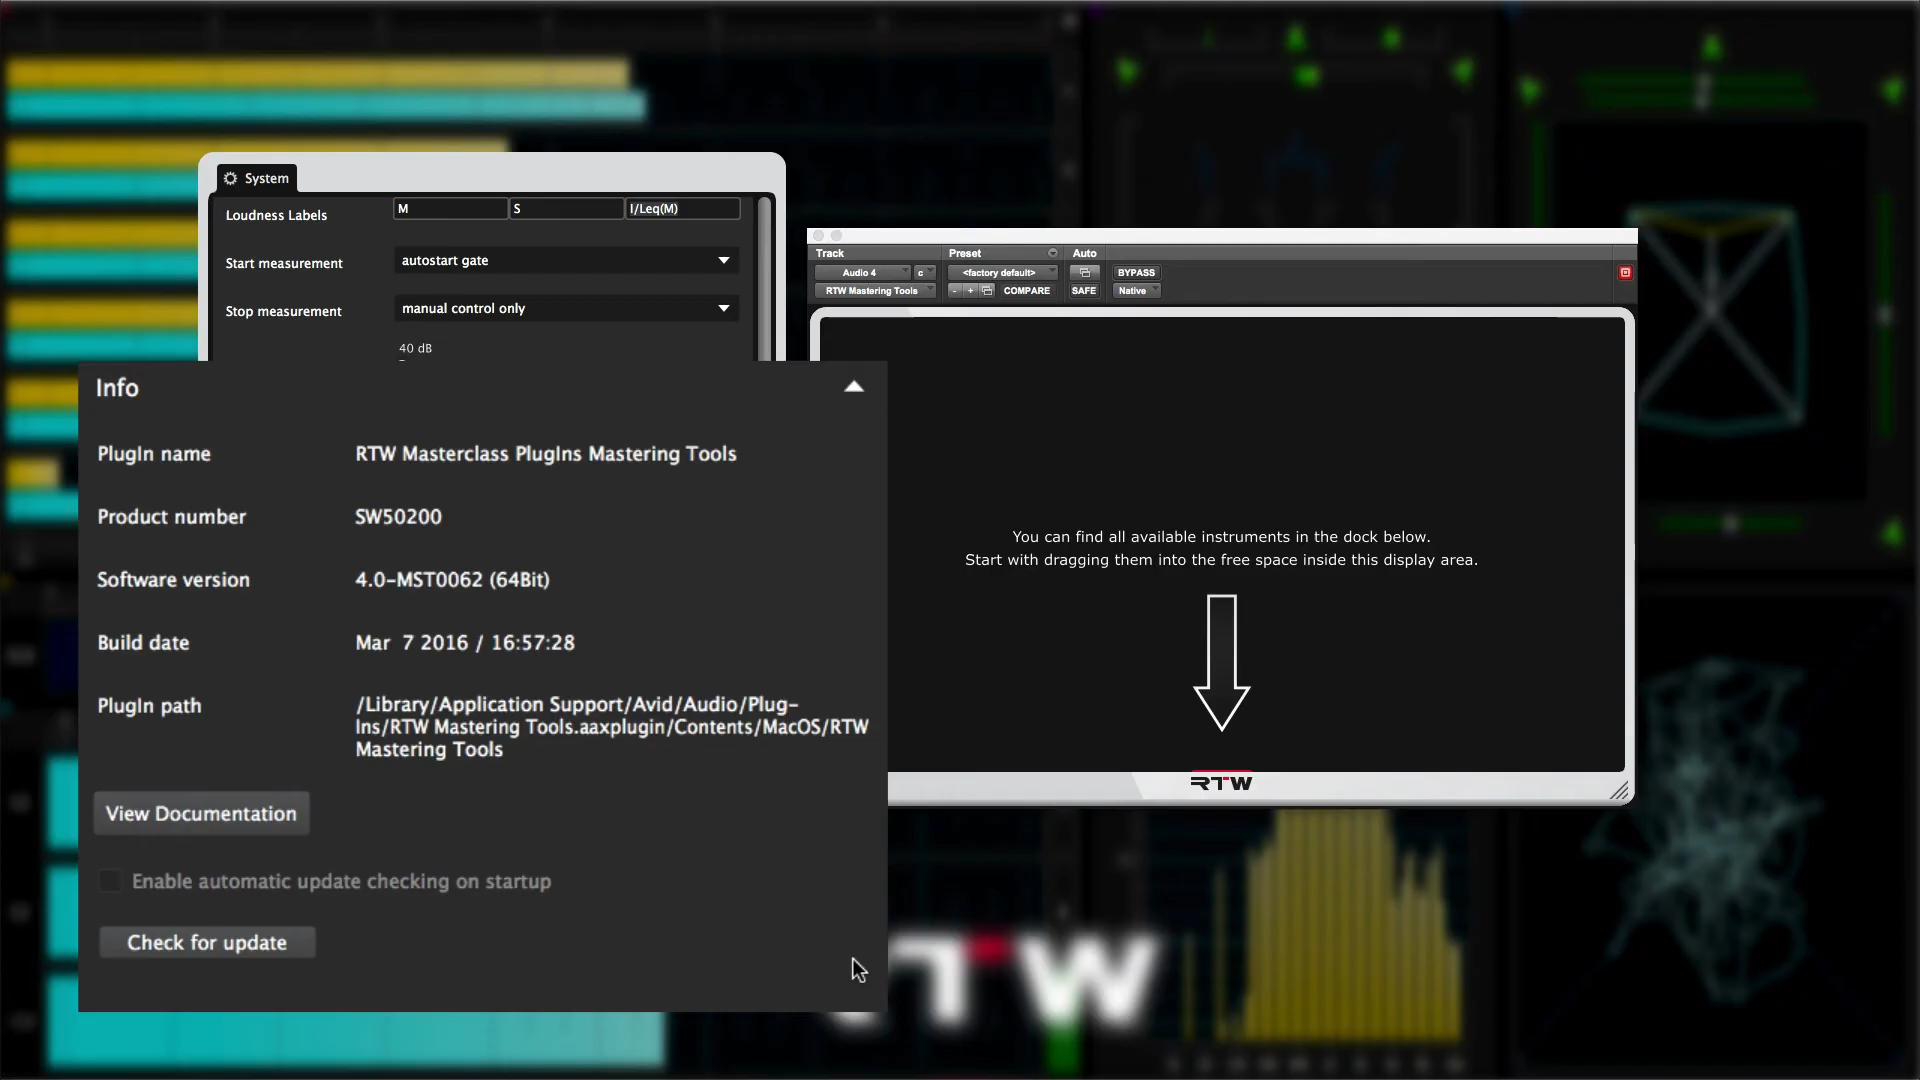 System
Loudness Labels
M
S
I/Leq(M)
Start measurement
autostart gate
Stop measurement
manual control only
40 dB
Track
Preset
Auto
Audio 4
c
<factory default>
BYPASS
RTW Mastering Tools
- +
COMPARE
SAFE
Native
You can find all available instruments in the dock below.
Start with dragging them into the free space inside this display area.
RTW
Info
PlugIn name
RTW Masterclass PlugIns Mastering Tools
Product number
SW50200
Software version
4.0-MST0062 (64Bit)
Build date
Mar 7 2016 / 16:57:28
PlugIn path
/Library/Application Support/Avid/Audio/Plug-
Ins/RTW Mastering Tools.aaxplugin/Contents/MacOS/RTW
Mastering Tools
View Documentation
Enable automatic update checking on startup
Check for update
RTW